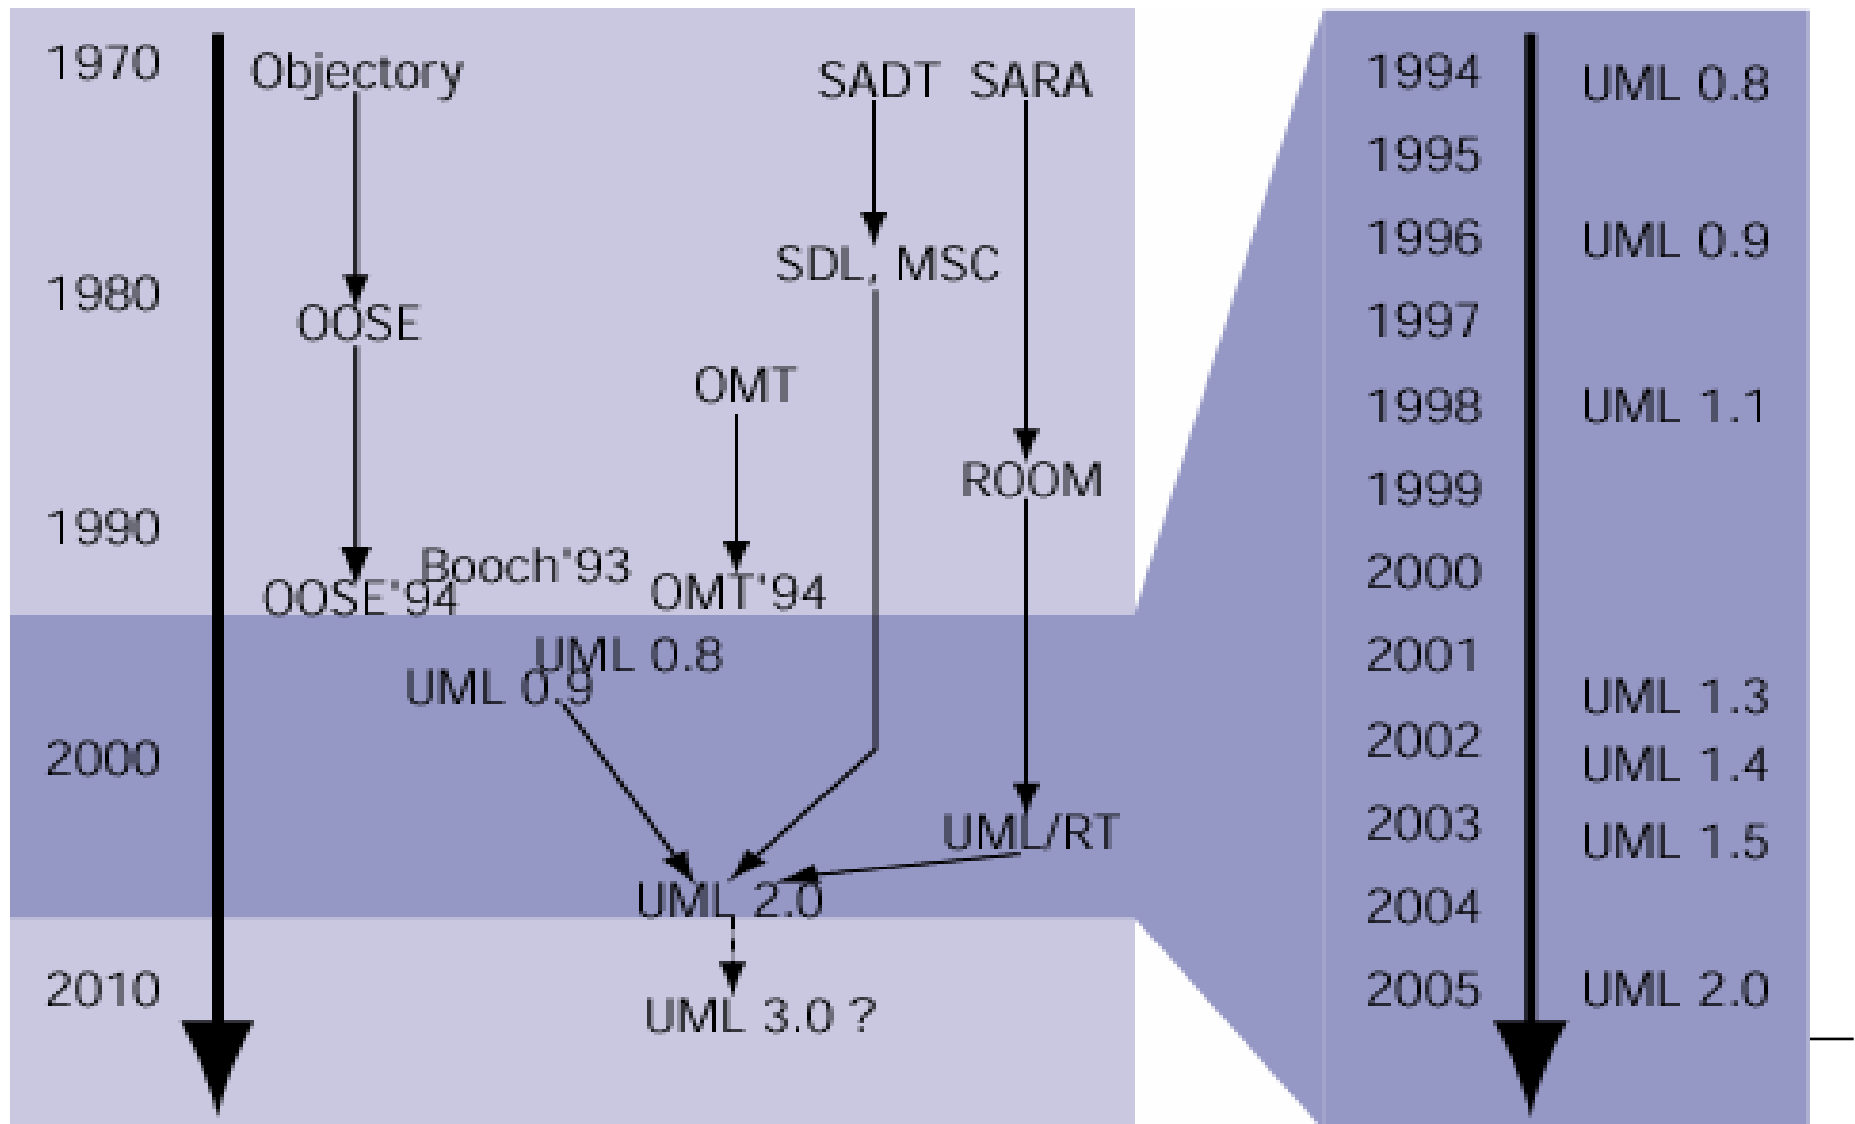 1970
Objectory
SADT SARA
SDL, MSC
1980
OOSE
OMT
ROOM
1990
Booch'93
OOSE'94
OMT'94
UML 0.8
UML 0.9
2000
UML/RT
UML 2.0
2010
UML 3.0 ?
1994
UML 0.8
1995
1996
UML 0.9
1997
1998
UML 1.1
1999
2000
2001
UML 1.3
2002
UML 1.4
2003
UML 1.5
2004
2005
UML 2.0